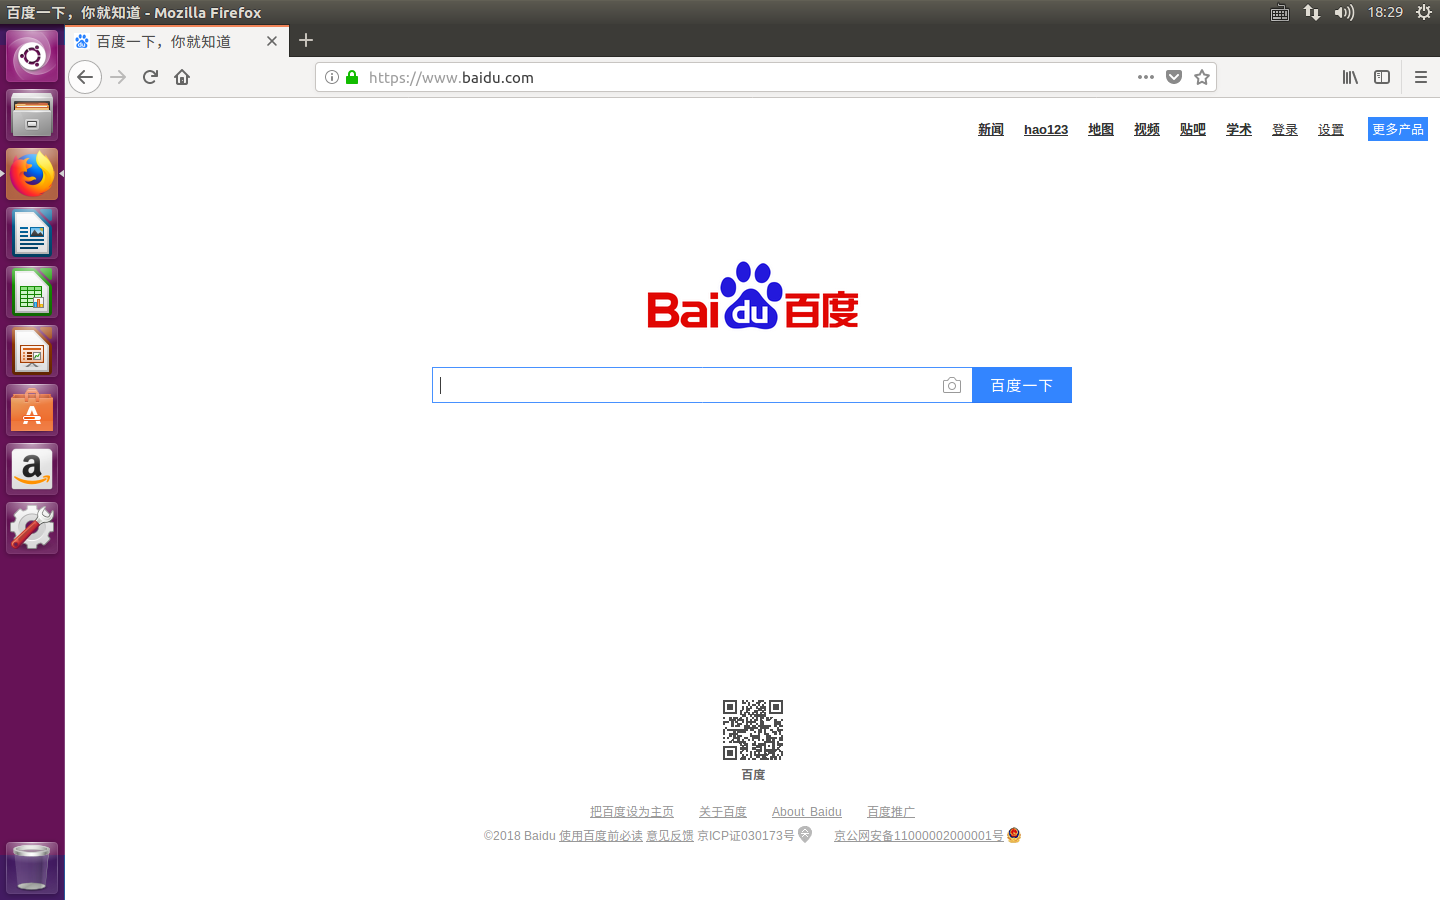 百度一下，你就知道 - Mozilla Firefox
18:29
百度一下，你就知道
https://www.baidu.com
新闻 hao123 地图 视频 贴吧 学术 登录 设置 更多产品
Bai du 百度
百度一下
百度
把百度设为主页 关于百度 About Baidu 百度推广
©2018 Baidu 使用百度前必读 意见反馈 京ICP证030173号 京公网安备11000002000001号